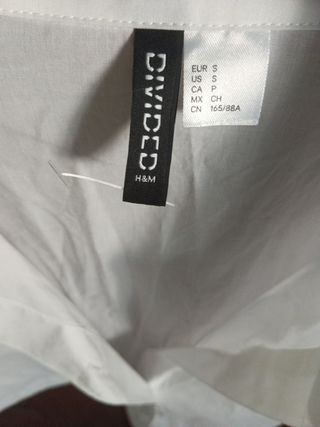 DIVIDED
H&M
EUR S
US S
CA P
MX CH
CN 165/88A